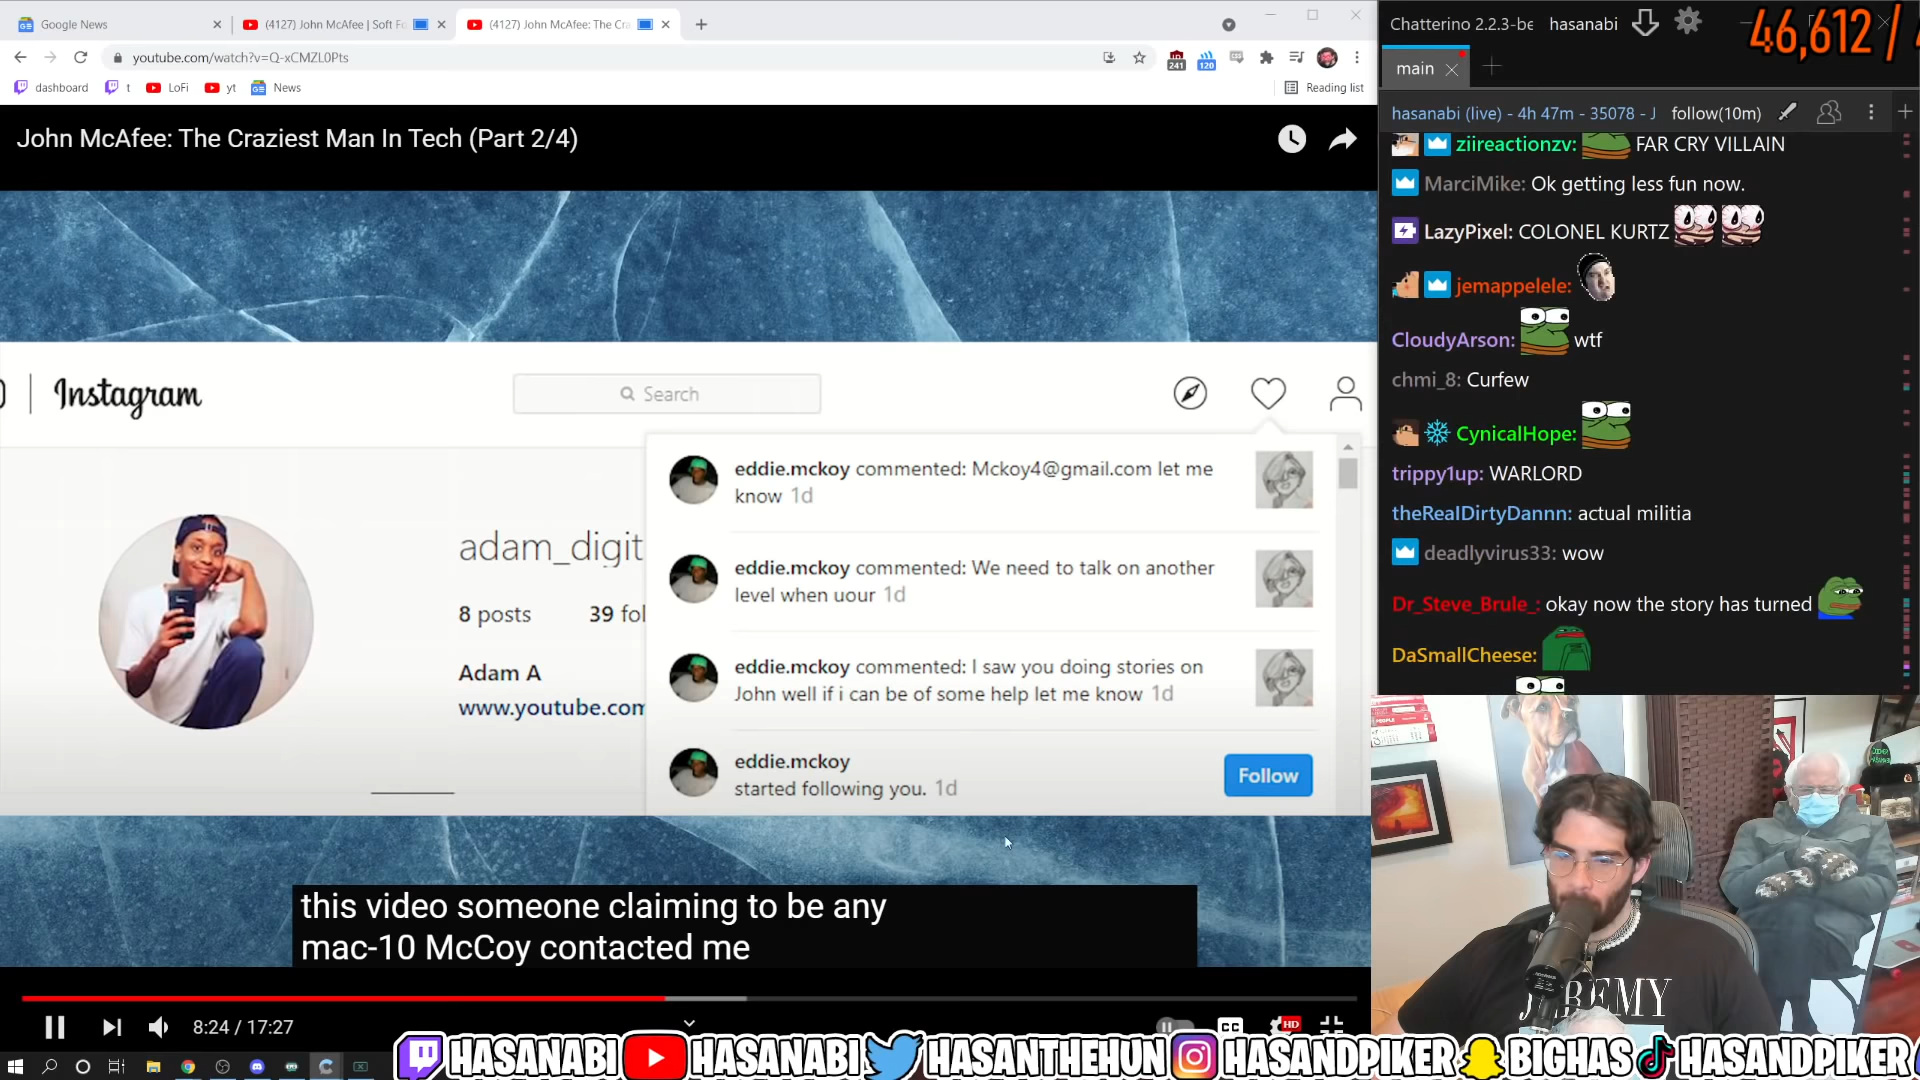 Google News
(4127) John McAfee | Soft Fo
(4127) John McAfee: The Cra
youtube.com/watch?v=Q-xCMZL0Pts
241
120
dashboard
t
LoFi
yt
News
Reading list
John McAfee: The Craziest Man In Tech (Part 2/4)
Instagram
Search
adam_digit
8 posts
39 fol
Adam A
www.youtube.com
eddie.mckoy commented: Mckoy4@gmail.com let me
know 1d
eddie.mckoy commented: We need to talk on another
level when uour 1d
eddie.mckoy commented: I saw you doing stories on
John well if i can be of some help let me know 1d
eddie.mckoy
started following you. 1d
Follow
this video someone claiming to be any
mac-10 McCoy contacted me
8:24 / 17:27
CC
HD
Chatterino 2.2.3-be
hasanabi
46,612 /
main
hasanabi (live) - 4h 47m - 35078 - J
follow(10m)
ziireactionzv: FAR CRY VILLAIN
MarciMike: Ok getting less fun now.
LazyPixel: COLONEL KURTZ
jemappelele:
CloudyArson: wtf
chmi_8: Curfew
CynicalHope:
trippy1up: WARLORD
theRealDirtyDannn: actual militia
deadlyvirus33: wow
Dr_Steve_Brule_: okay now the story has turned
DaSmallCheese:
HASANABI
HASANABI
HASANTHEHUN
HASANDPIKER
BIGHAS
HASANDPIKER